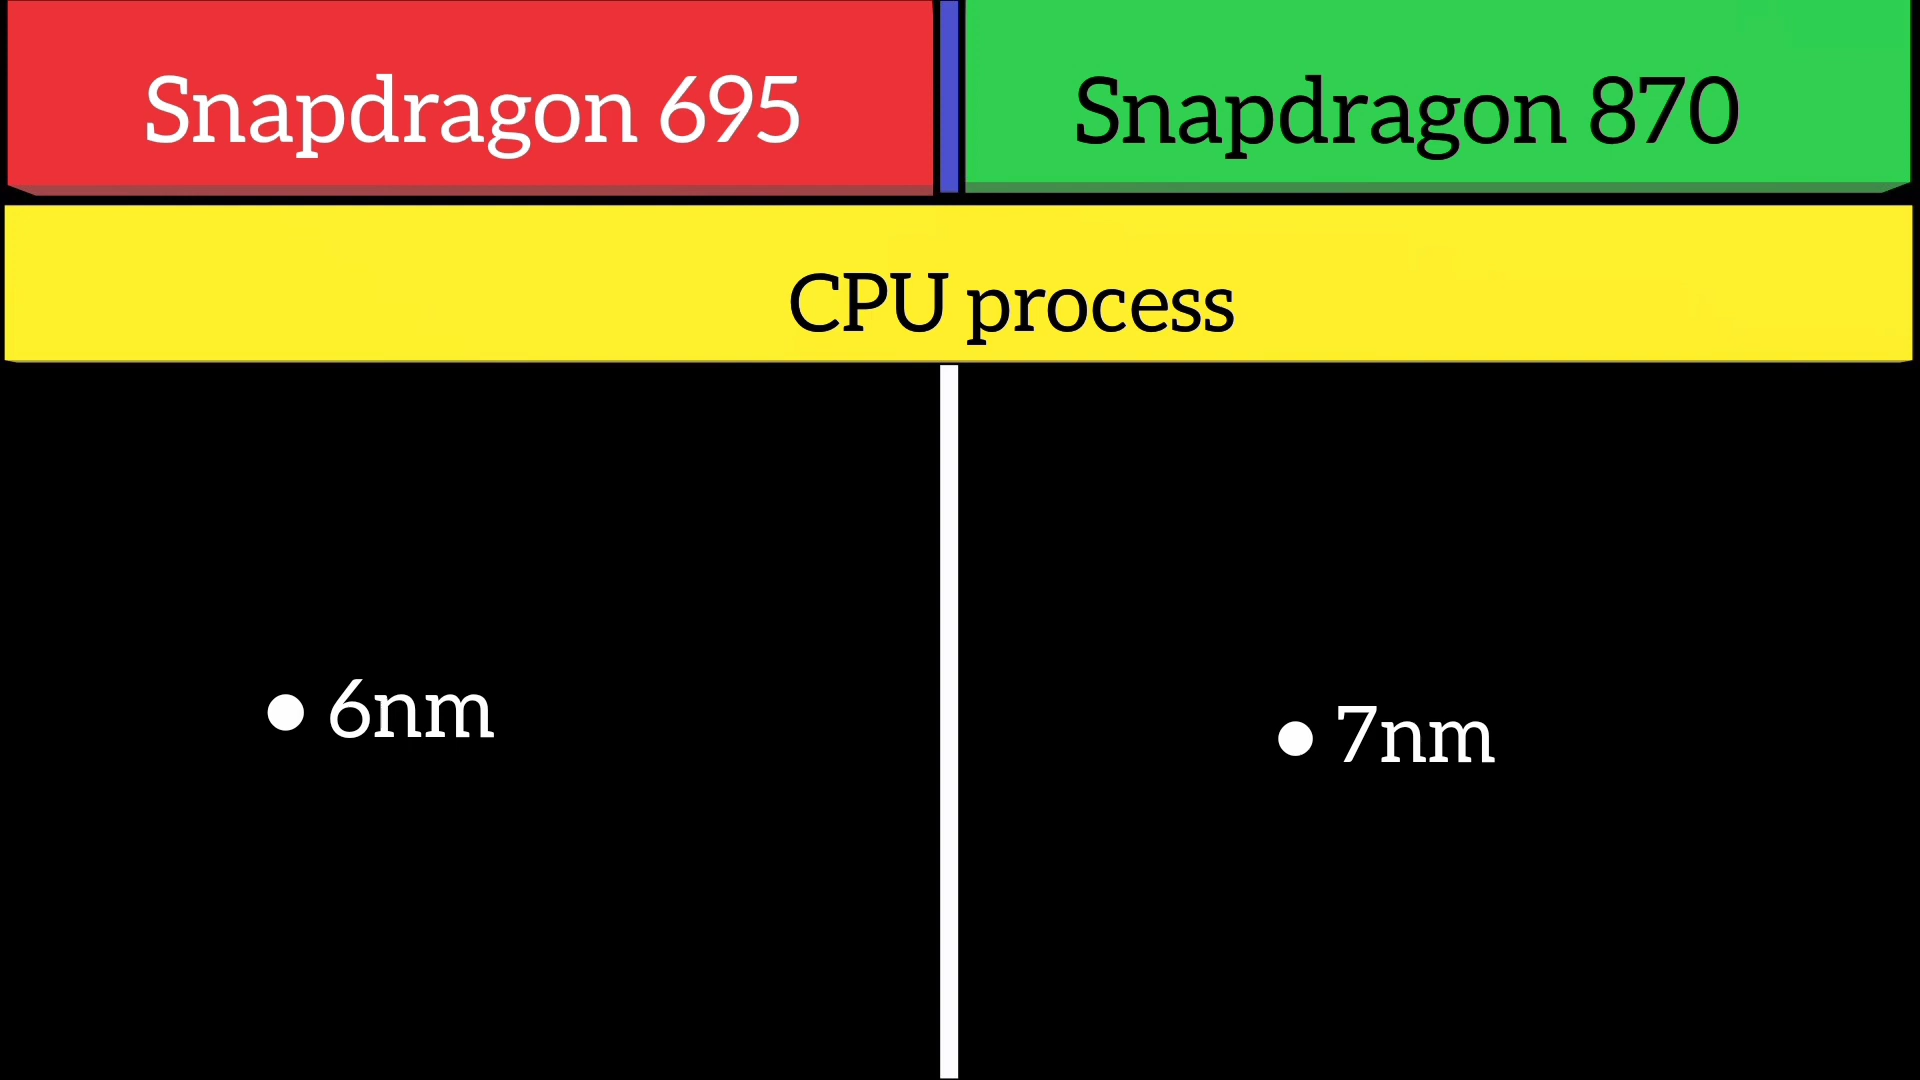 Snapdragon 695
Snapdragon 870
CPU process
● 6nm
● 7nm